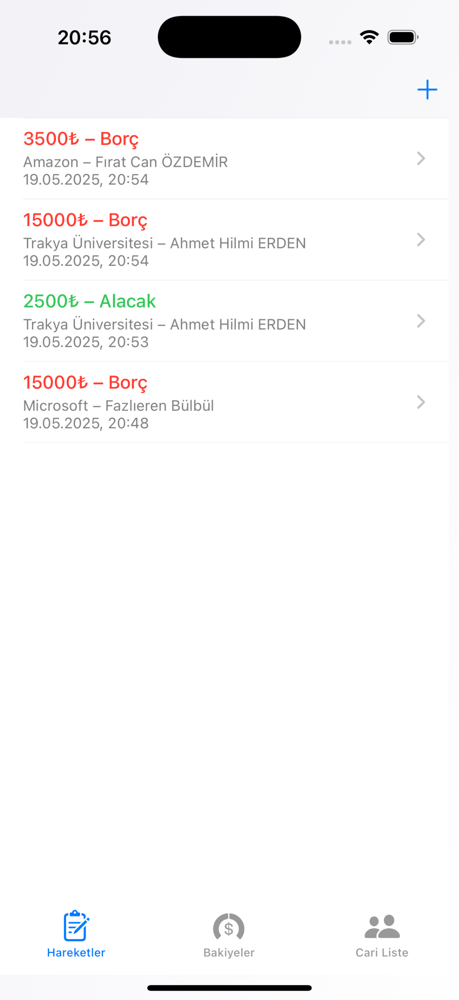 20:56
3500₺ – Borç
Amazon – Fırat Can ÖZDEMİR
19.05.2025, 20:54
15000₺ – Borç
Trakya Üniversitesi – Ahmet Hilmi ERDEN
19.05.2025, 20:54
2500₺ – Alacak
Trakya Üniversitesi – Ahmet Hilmi ERDEN
19.05.2025, 20:53
15000₺ – Borç
Microsoft – Fazlıeren Bülbül
19.05.2025, 20:48
$
Hareketler
Bakiyeler
Cari Liste